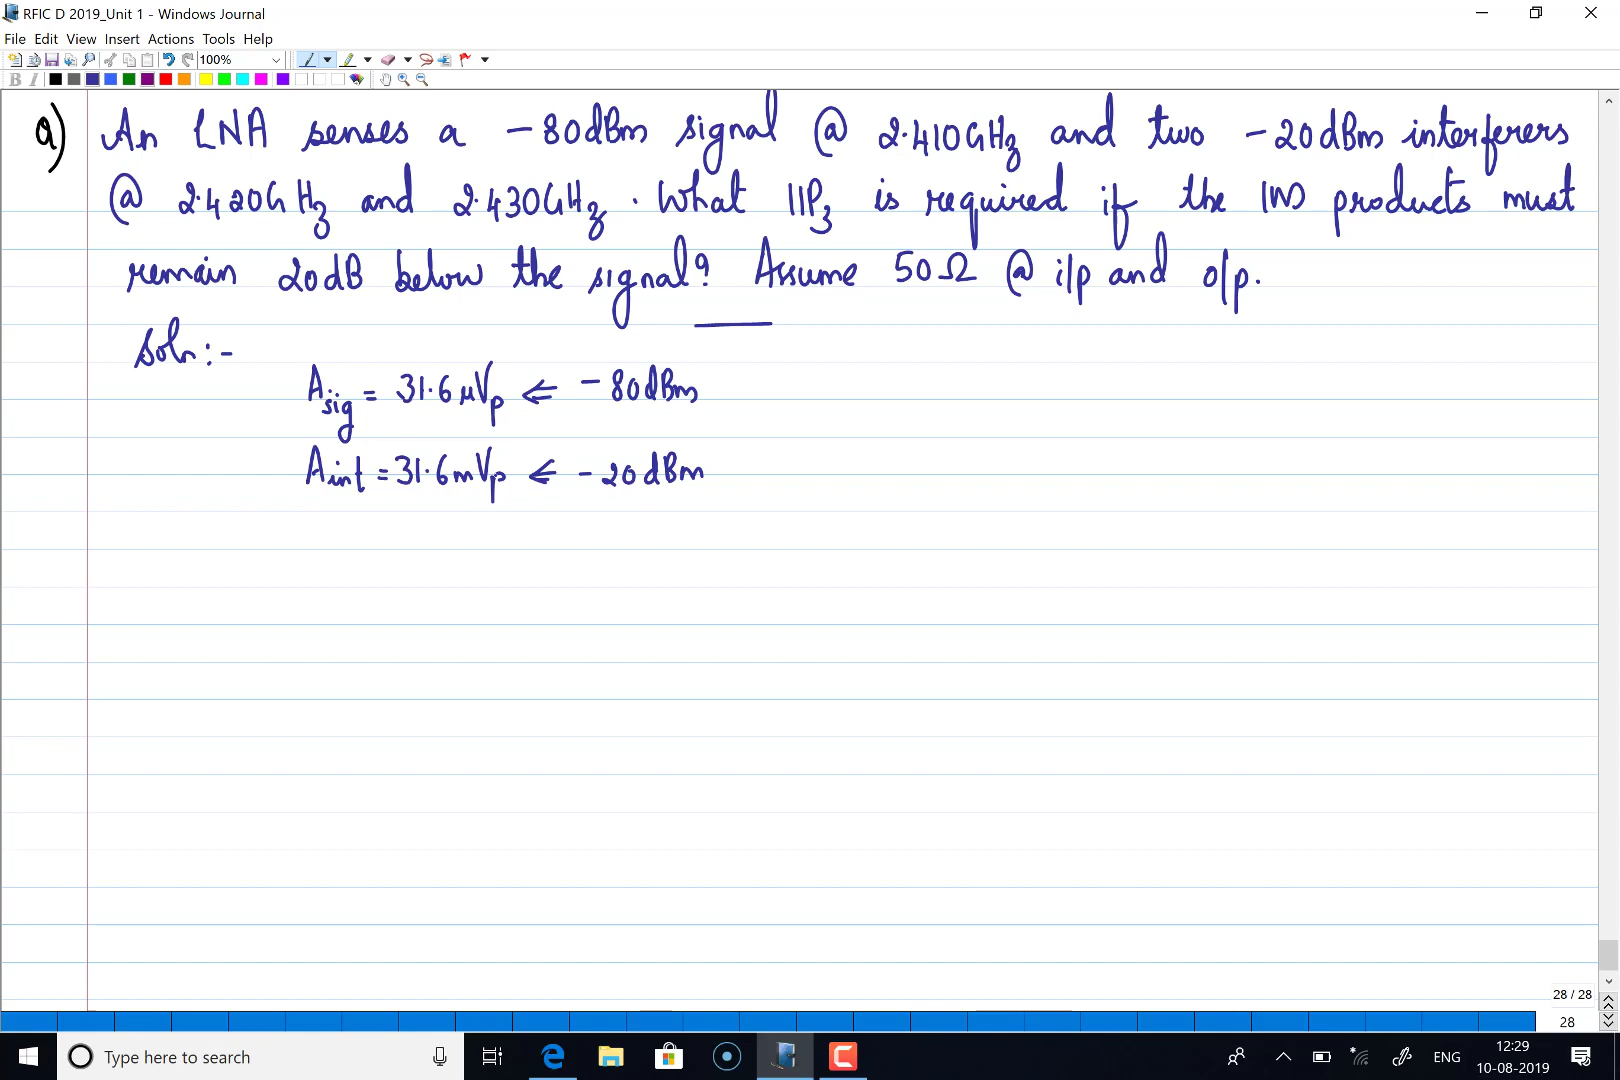 RFIC D 2019_Unit 1 - Windows Journal
File Edit View Insert Actions Tools Help
100%
B I
Q) An LNA senses a -80dBm signal @ 2.410GHz and two -20dBm interferers
@ 2.420GHz and 2.430GHz. What IIP3 is required if the IM products must
remain 20dB below the signal? Assume 50Ω @ i/p and o/p.
Soln:-
Asig = 31.6μVp ⇐ -80dBm
Aint = 31.6mVp ⇐ -20dBm
28 / 28
28
Type here to search
ENG
12:29
10-08-2019